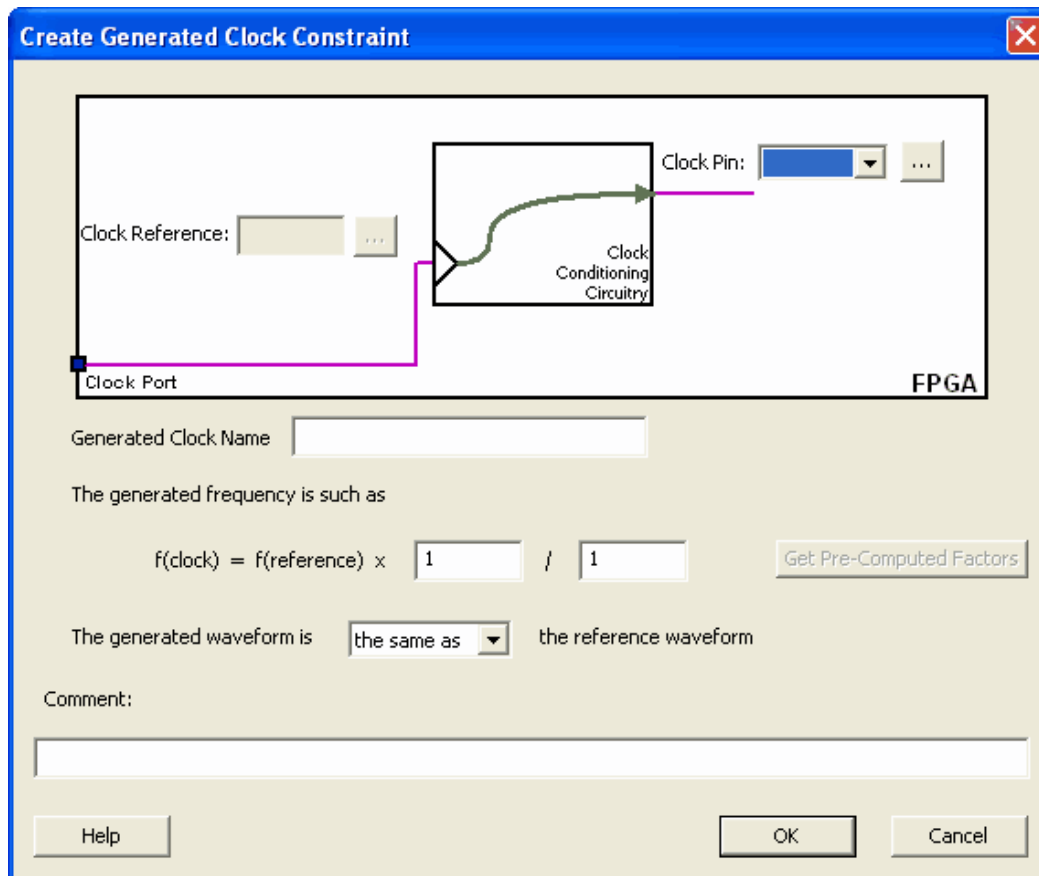 Create Generated Clock Constraint
Clock Pin:
...
Clock Reference:
...
Clock
Conditioning
Circuitry
Clock Port
FPGA
Generated Clock Name
The generated frequency is such as
f(clock) = f(reference) x 1 / 1 Get Pre-Computed Factors
The generated waveform is the same as the reference waveform
Comment:
Help OK Cancel